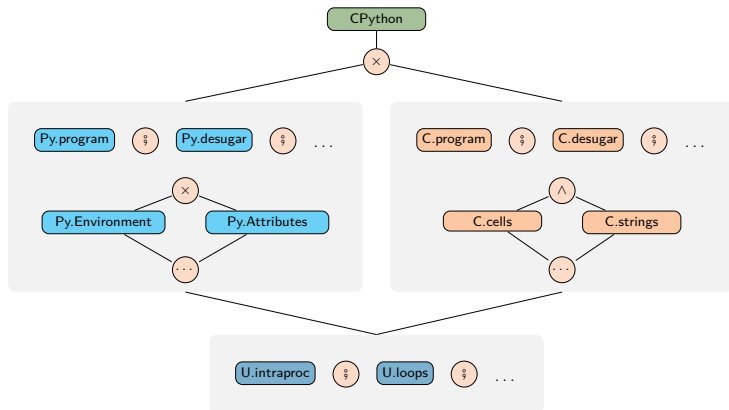 CPython
×
Py.program ⨟ Py.desugar ⨟ ...
C.program ⨟ C.desugar ⨟ ...
×
∧
Py.Environment Py.Attributes
C.cells C.strings
...
...
U.intraproc ⨟ U.loops ⨟ ...